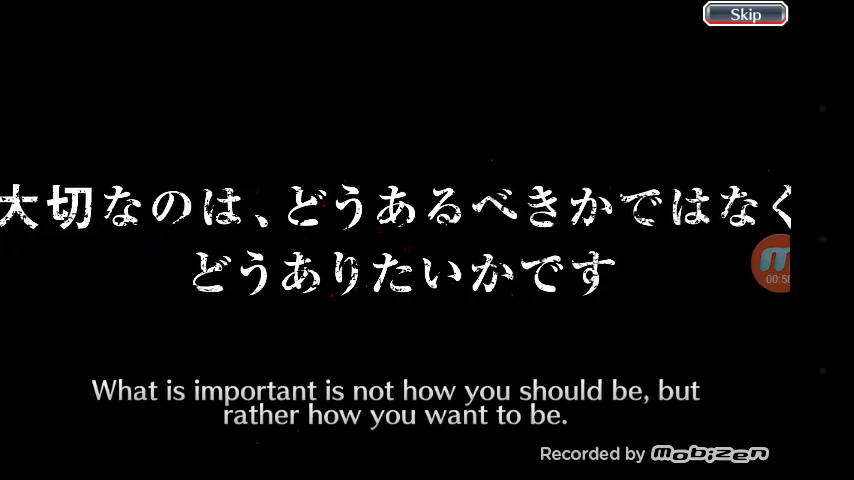 Skip
大切なのは、どうあるべきかではなく
どうありたいかです
00:58
What is important is not how you should be, but
rather how you want to be.
Recorded by Mobizen